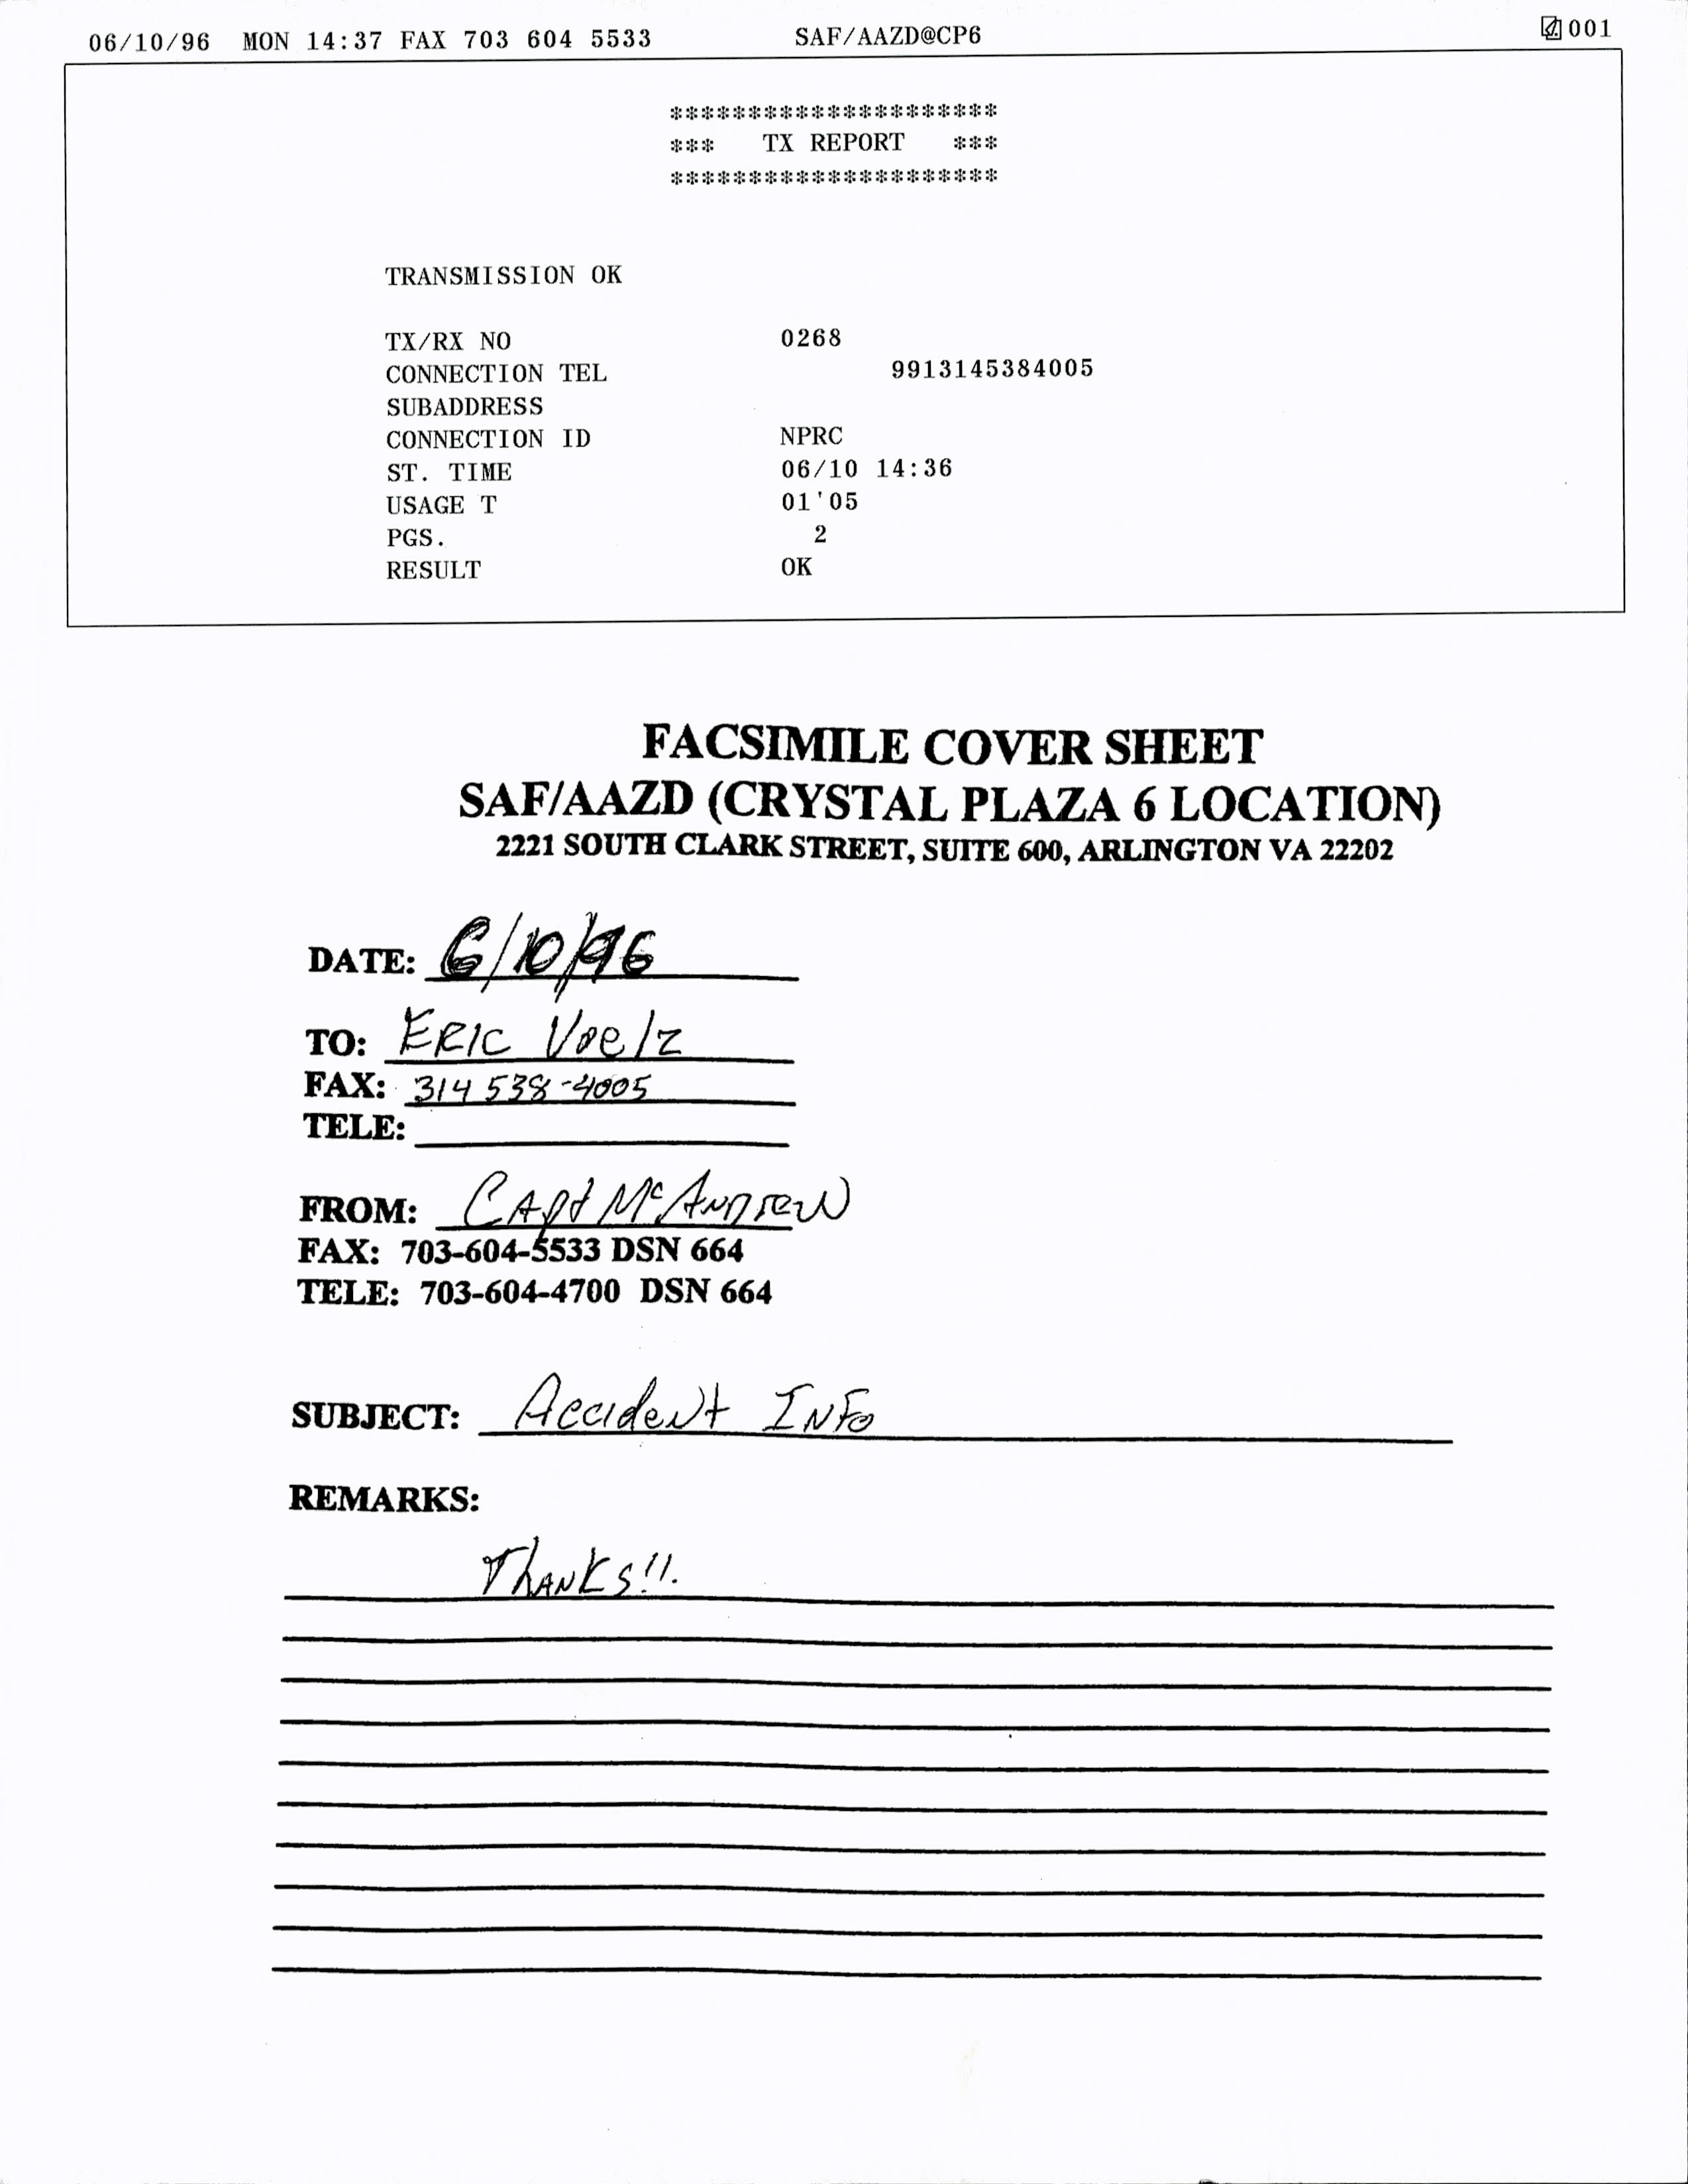 06/10/96 MON 14:37 FAX 703 604 5533 SAF/AAZD@CP6 001
*********************
*** TX REPORT ***
*********************
TRANSMISSION OK
TX/RX NO 0268
CONNECTION TEL 9913145384005
SUBADDRESS
CONNECTION ID NPRC
ST. TIME 06/10 14:36
USAGE T 01'05
PGS. 2
RESULT OK
FACSIMILE COVER SHEET
SAF/AAZD (CRYSTAL PLAZA 6 LOCATION)
2221 SOUTH CLARK STREET, SUITE 600, ARLINGTON VA 22202
DATE: 6/10/96
TO: ERIC Voelz
FAX: 314 538-4005
TELE:
FROM: CAPt McANDREW
FAX: 703-604-5533 DSN 664
TELE: 703-604-4700 DSN 664
SUBJECT: Accident INFo
REMARKS:
THANKS!!.